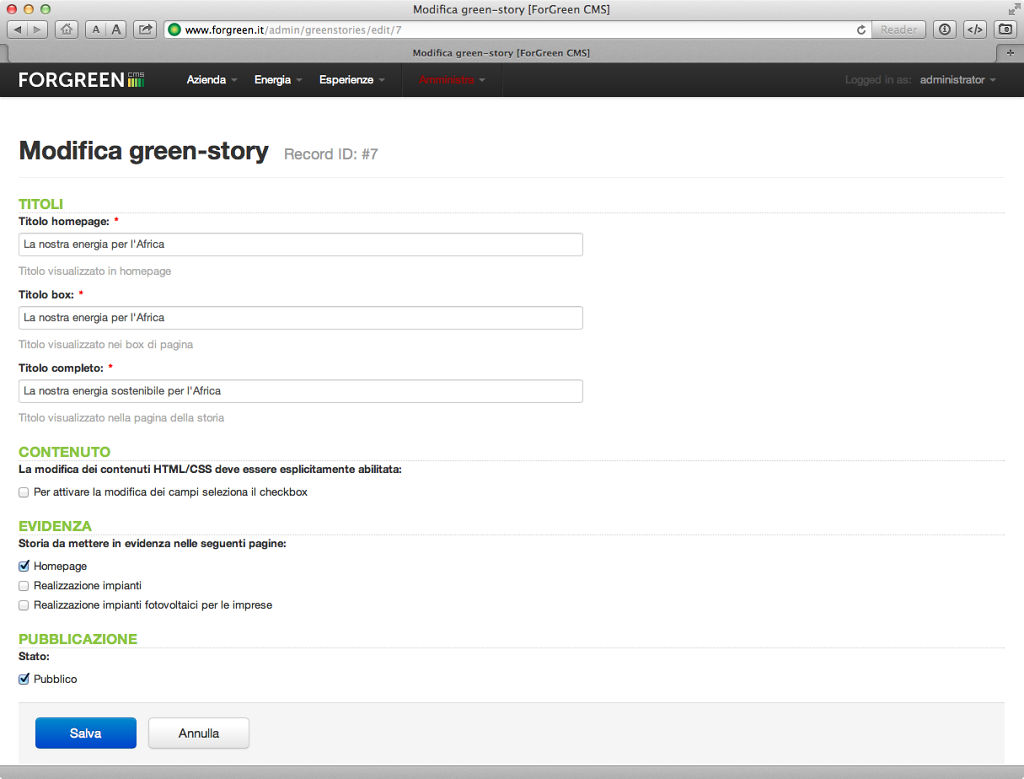 Modifica green-story [ForGreen CMS]
A A www.forgreen.it/admin/greenstories/edit/7 Reader </>
Modifica green-story [ForGreen CMS] +
FORGREEN CMS Azienda Energia Esperienze Amministra Logged in as: administrator
Modifica green-story Record ID: #7
TITOLI
Titolo homepage: *
La nostra energia per l'Africa
Titolo visualizzato in homepage
Titolo box: *
La nostra energia per l'Africa
Titolo visualizzato nei box di pagina
Titolo completo: *
La nostra energia sostenibile per l'Africa
Titolo visualizzato nella pagina della storia
CONTENUTO
La modifica dei contenuti HTML/CSS deve essere esplicitamente abilitata:
Per attivare la modifica dei campi seleziona il checkbox
EVIDENZA
Storia da mettere in evidenza nelle seguenti pagine:
Homepage
Realizzazione impianti
Realizzazione impianti fotovoltaici per le imprese
PUBBLICAZIONE
Stato:
Pubblico
Salva Annulla